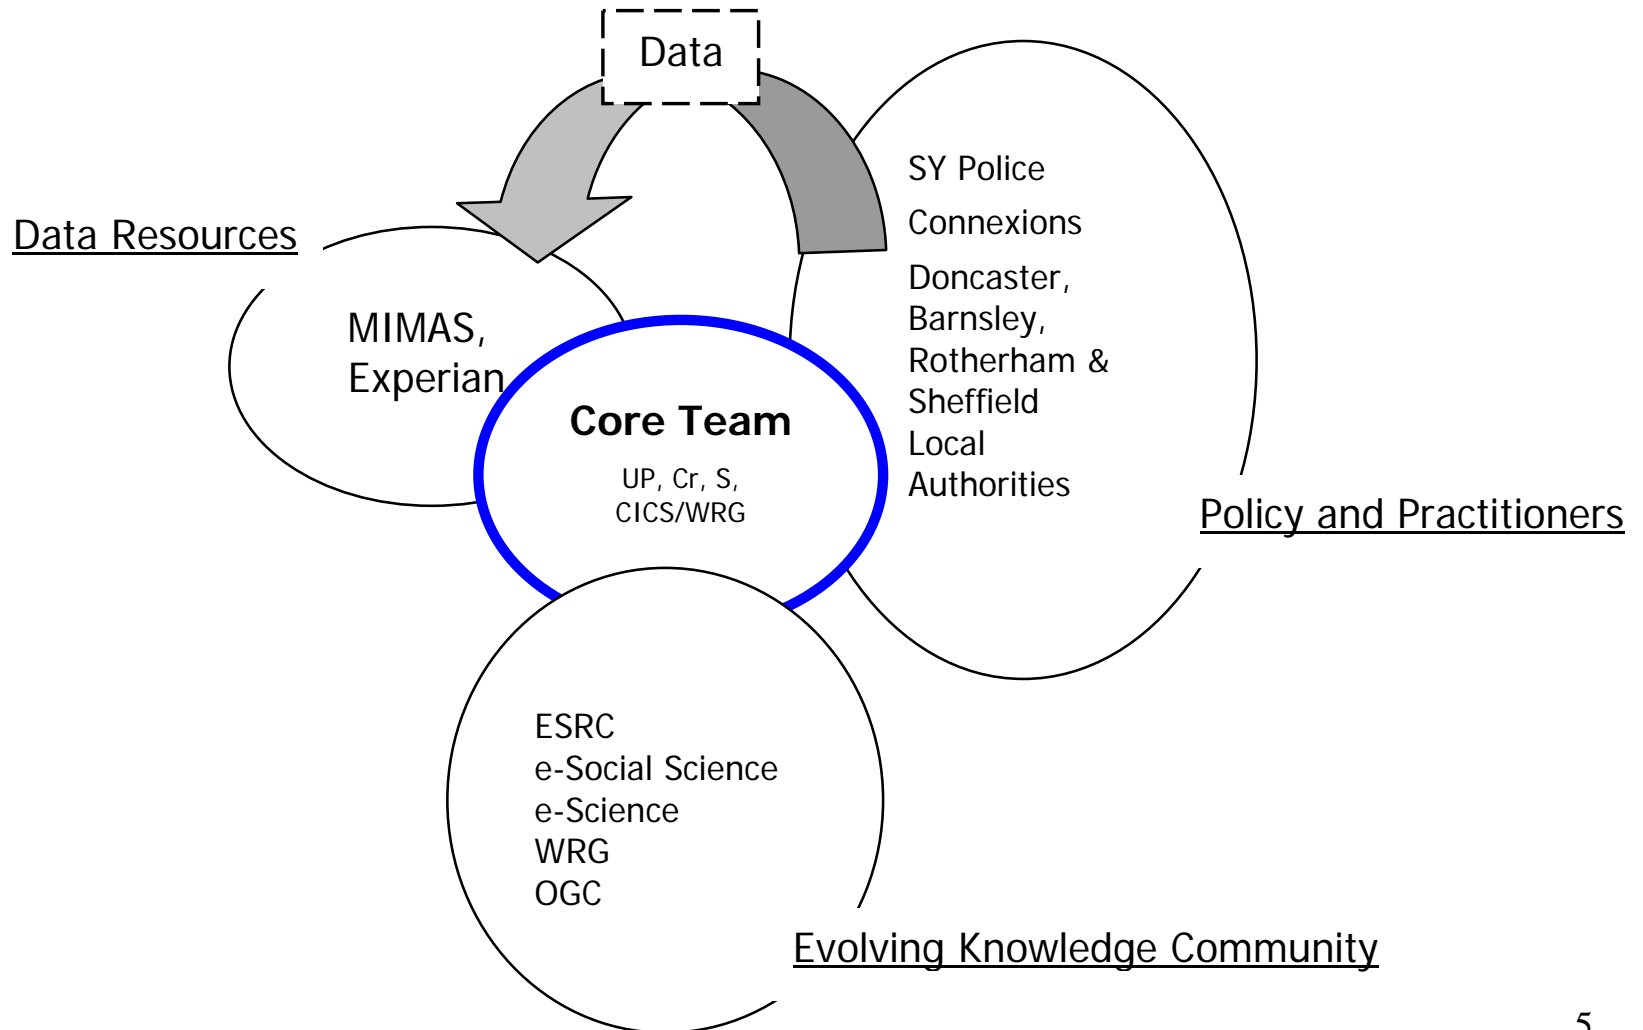 Data
Data Resources
MIMAS,
Experian
SY Police
Connexions
Doncaster,
Barnsley,
Rotherham &
Sheffield
Local
Authorities
Policy and Practitioners
Core Team
UP, Cr, S,
CICS/WRG
ESRC
e-Social Science
e-Science
WRG
OGC
Evolving Knowledge Community
5